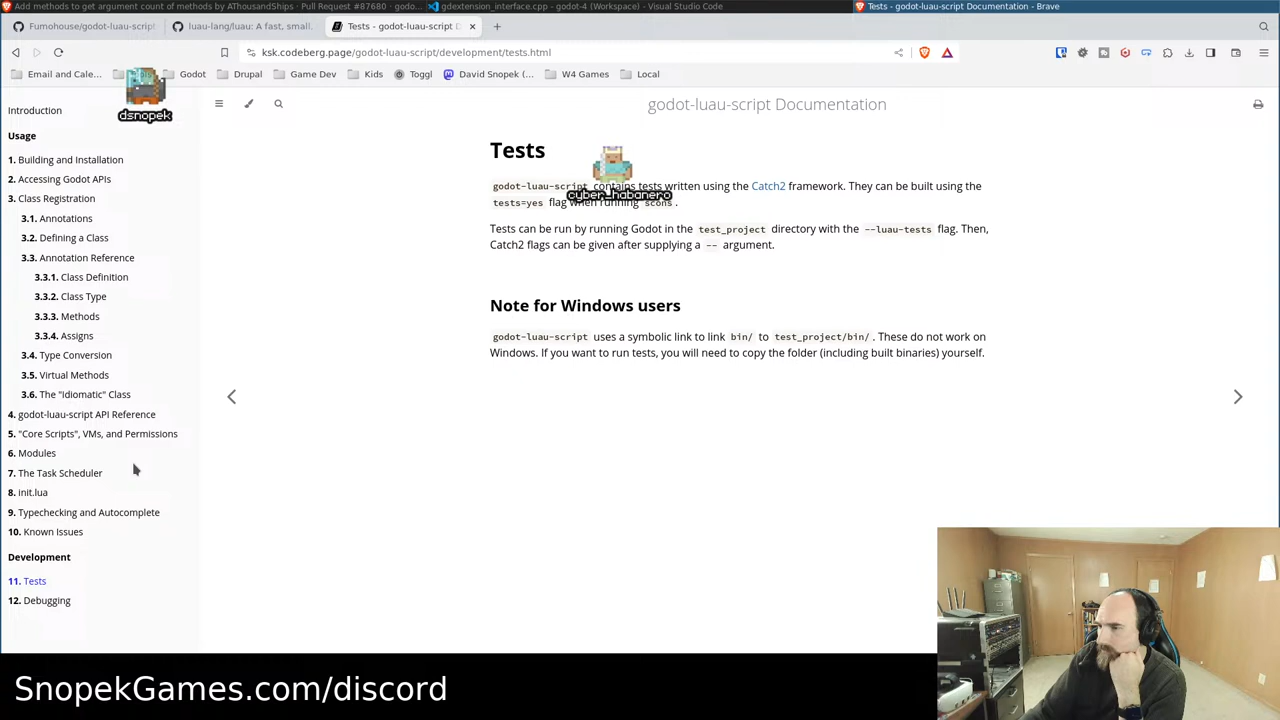 Add methods to get argument count of methods by AThousandShips · Pull Request #87680 · godo...
gdextension_interface.cpp - godot-4 (Workspace) - Visual Studio Code
Tests - godot-luau-script Documentation - Brave
Fumohouse/godot-luau-script
luau-lang/luau: A fast, small.
Tests - godot-luau-script D
ksk.codeberg.page/godot-luau-script/development/tests.html
Email and Cale...
Godot
Drupal
Game Dev
Kids
Toggl
David Snopek (...
W4 Games
Local
dsnopek
Introduction
Usage
1. Building and Installation
2. Accessing Godot APIs
3. Class Registration
3.1. Annotations
3.2. Defining a Class
3.3. Annotation Reference
3.3.1. Class Definition
3.3.2. Class Type
3.3.3. Methods
3.3.4. Assigns
3.4. Type Conversion
3.5. Virtual Methods
3.6. The "Idiomatic" Class
4. godot-luau-script API Reference
5. "Core Scripts", VMs, and Permissions
6. Modules
7. The Task Scheduler
8. init.lua
9. Typechecking and Autocomplete
10. Known Issues
Development
11. Tests
12. Debugging
godot-luau-script Documentation
Tests
godot-luau-script contains tests written using the Catch2 framework. They can be built using the
cyber_habanero
tests=yes flag when running scons.
Tests can be run by running Godot in the test_project directory with the --luau-tests flag. Then,
Catch2 flags can be given after supplying a -- argument.
Note for Windows users
godot-luau-script uses a symbolic link to link bin/ to test_project/bin/. These do not work on
Windows. If you want to run tests, you will need to copy the folder (including built binaries) yourself.
SnopekGames.com/discord